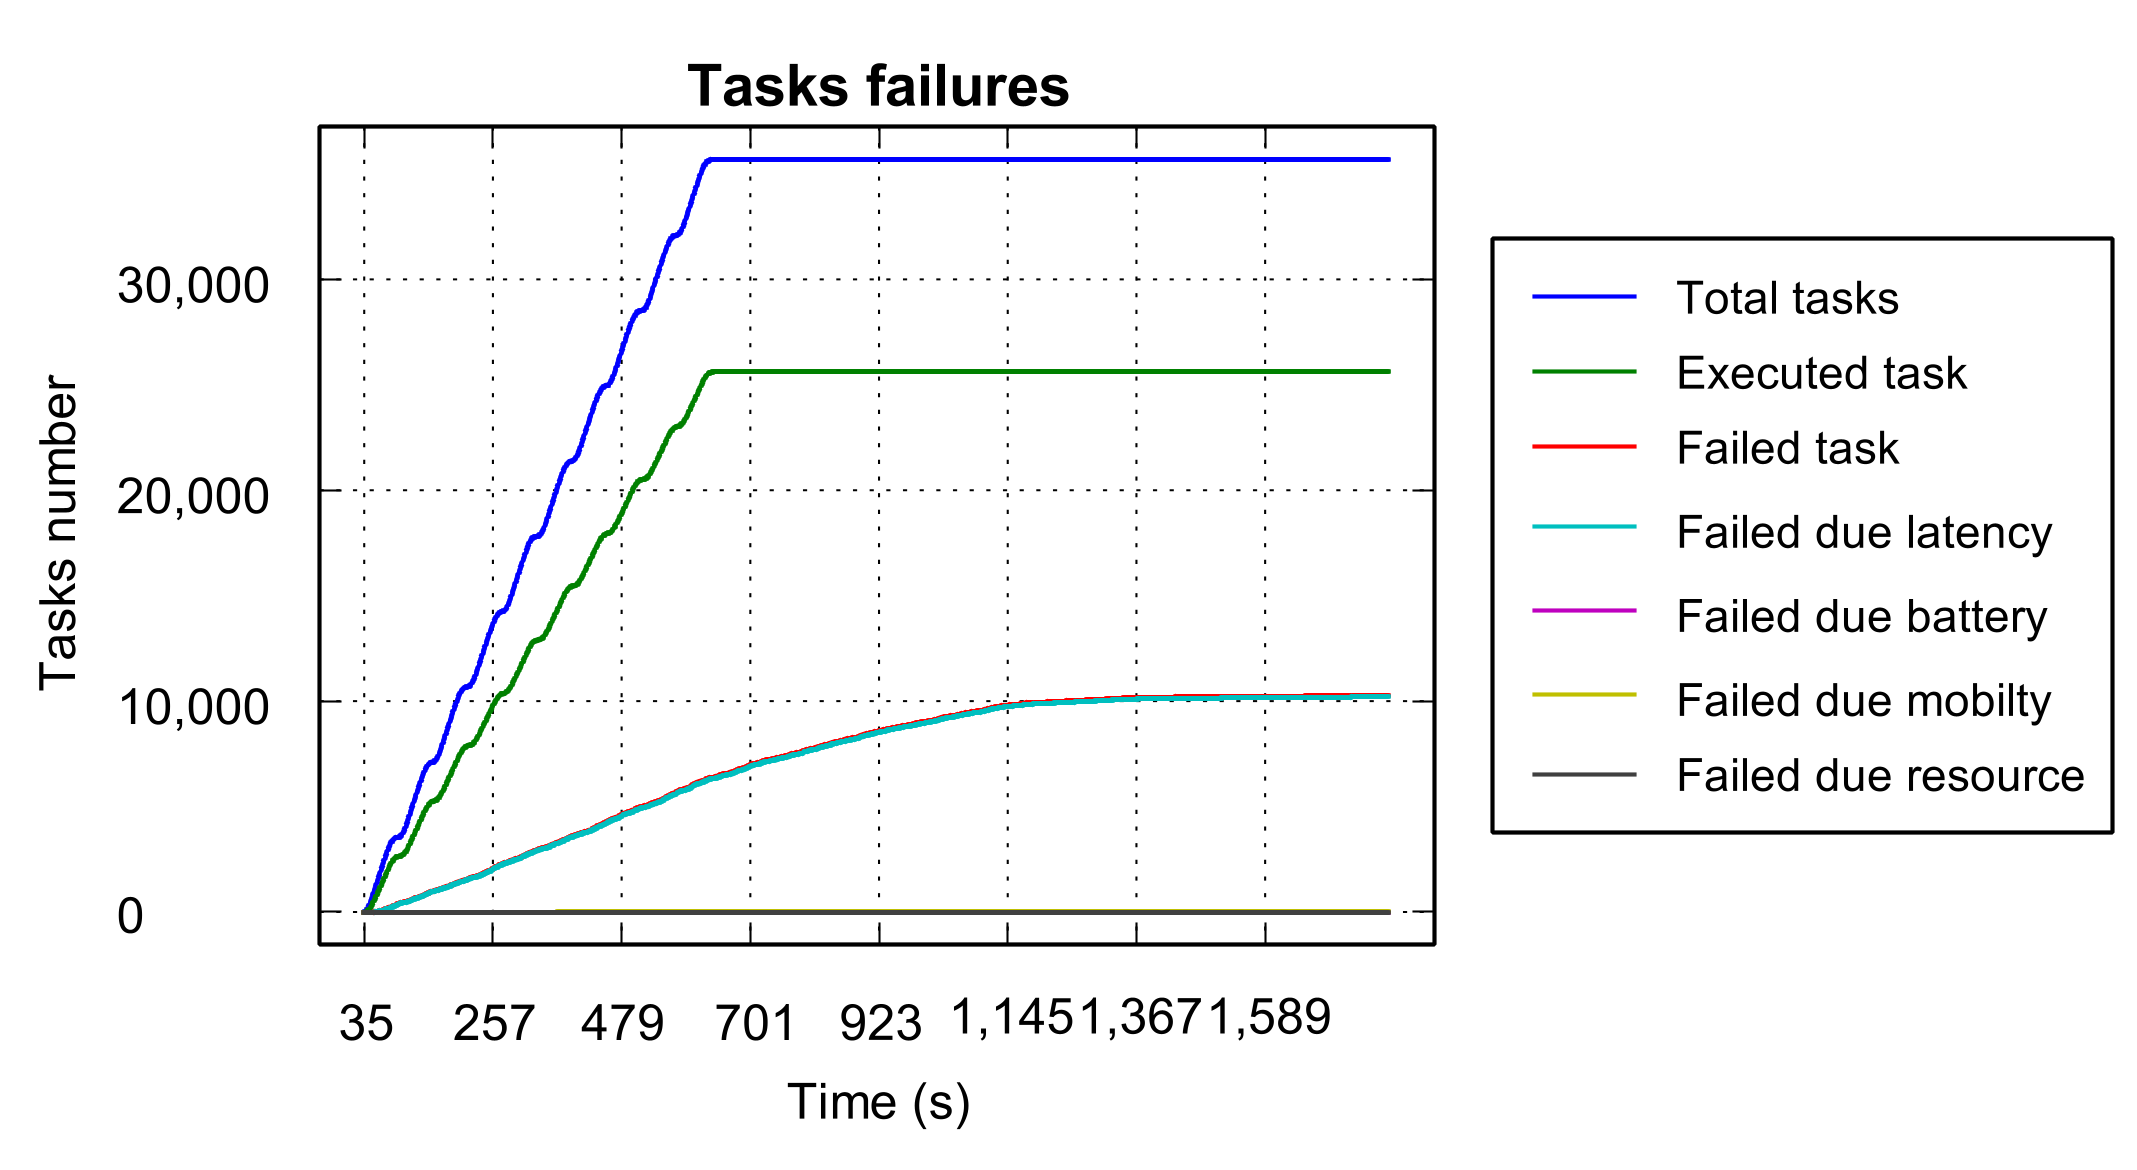 Tasks failures
Tasks number
30,000
20,000
10,000
0
35 257 479 701 923 1,145 1,367 1,589
Time (s)
Total tasks
Executed task
Failed task
Failed due latency
Failed due battery
Failed due mobilty
Failed due resource